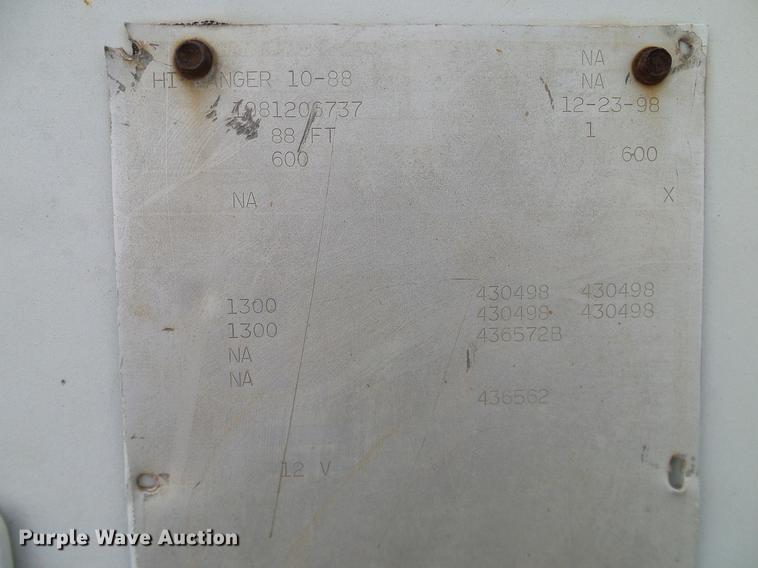 NA
HI-RANGER 10-88 NA
1981206737 12-23-98
88 FT 1
600 600
NA X
430498 430498
1300 430498 430498
1300 436572B
NA
NA
436562
12 V
Purple Wave Auction